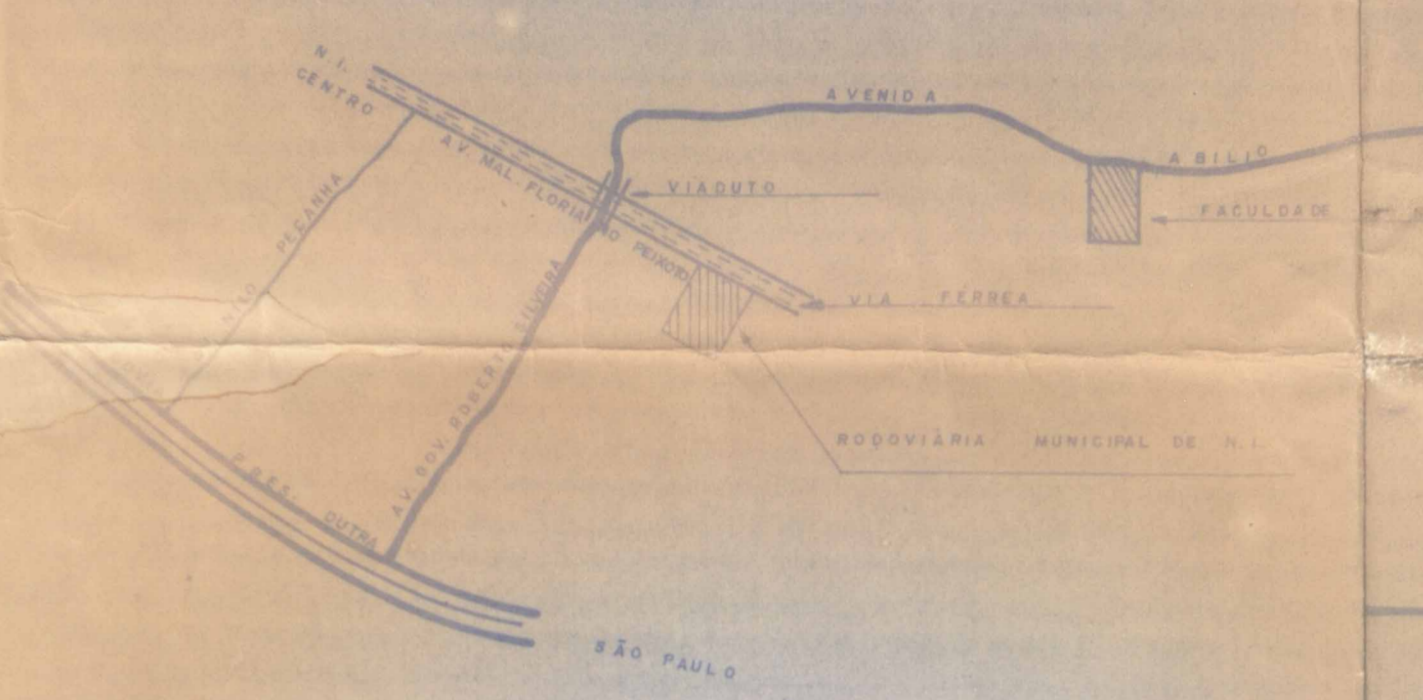 N. I.
CENTRO
AVENIDA
ABILIO
AV. MAL. FLORIANO PEIXOTO
VIADUTO
FACULDADE
NILO PEÇANHA
VIA FÉRREA
AV. GOV. ROBERTO SILVEIRA
RODOVIÁRIA MUNICIPAL DE N.I.
PRES. DUTRA
SÃO PAULO